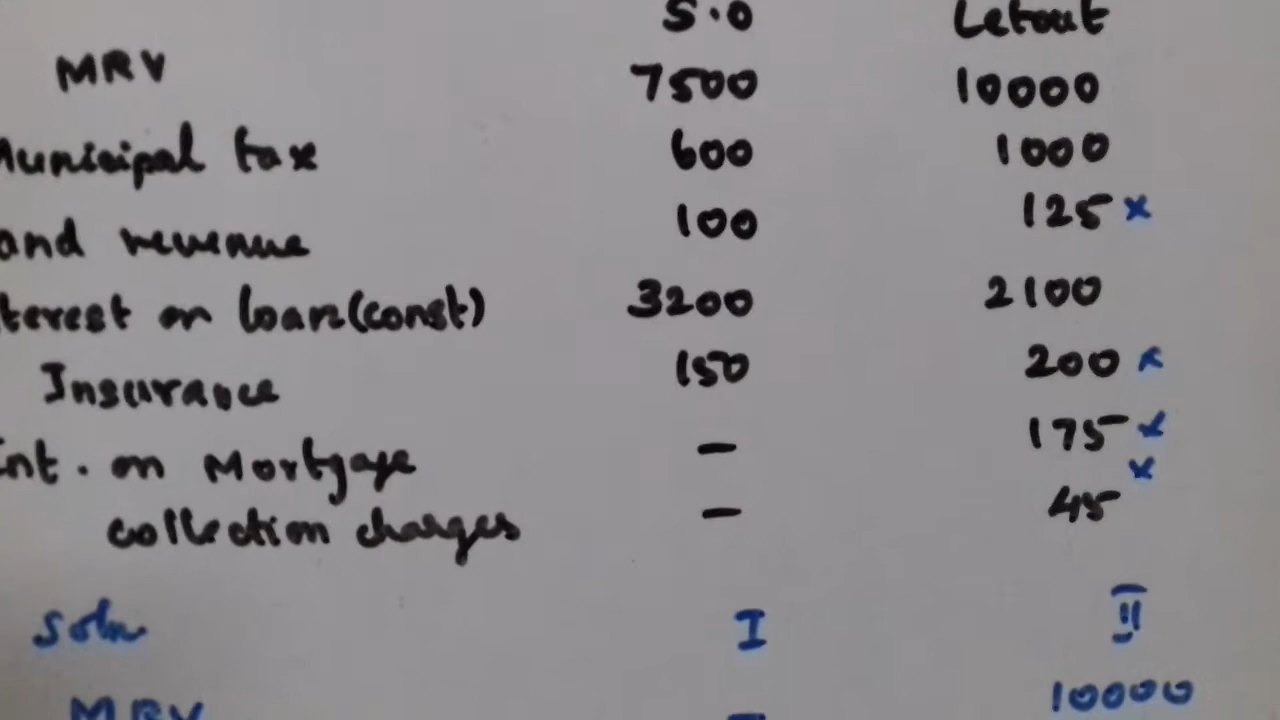 S.O Letout
MRV 7500 10000
Municipal tax 600 1000
and revenue 100 125 x
terest on loan (const) 3200 2100
Insurance 150 200 x
Int. on Mortgage — 175 x
collection charges — 45 x
Soln I II
MRV — 10000